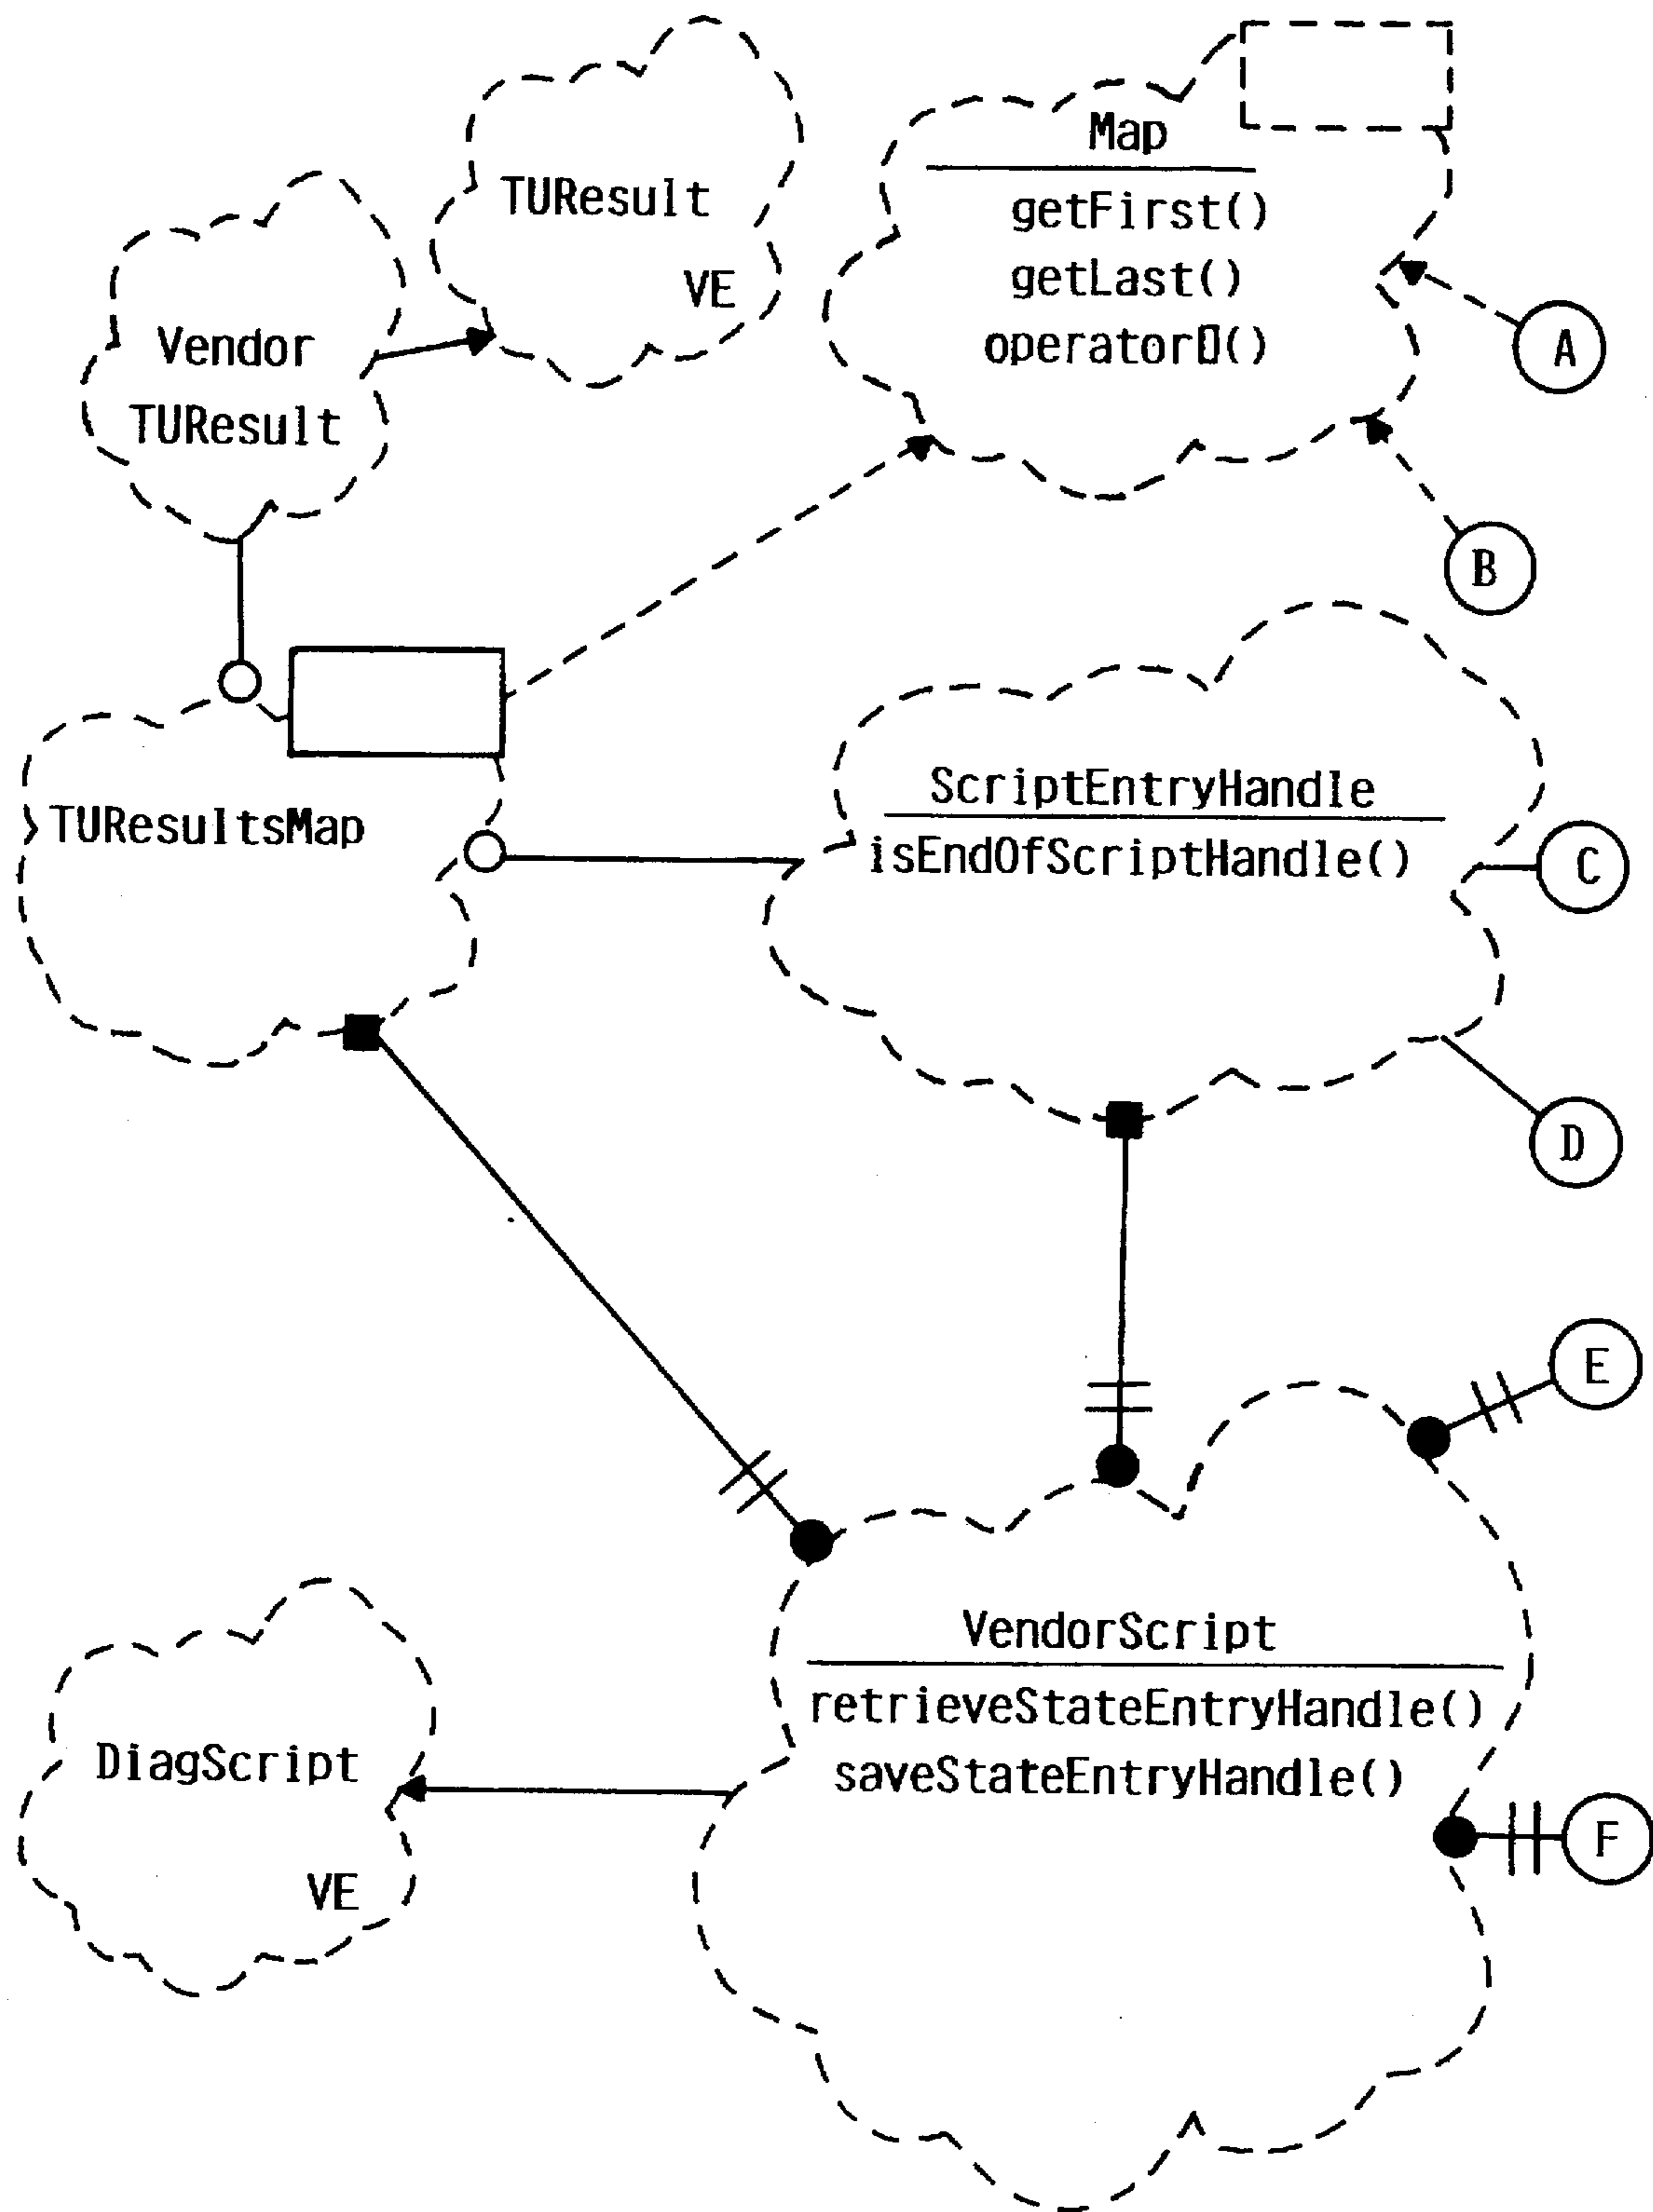 TUResult
VE
Vendor
TUResult
Map
getFirst()
getLast()
operator[]()
A
B
TUResultsMap
ScriptEntryHandle
isEndOfScriptHandle()
C
D
E
VendorScript
retrieveStateEntryHandle()
saveStateEntryHandle()
F
DiagScript
VE